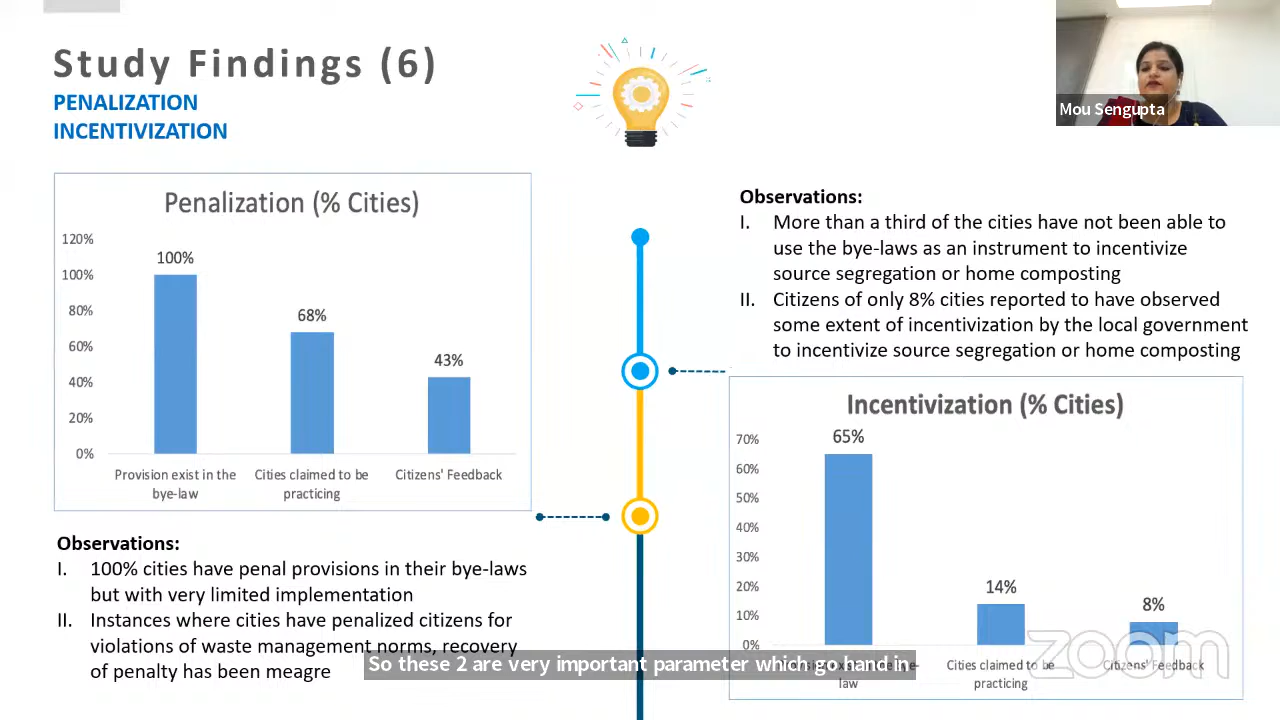 Study Findings (6)
PENALIZATION
INCENTIVIZATION
Mou Sengupta
Penalization (% Cities)
120%
100%
80%
60%
40%
20%
0%
100%
68%
43%
Provision exist in the
bye-law
Cities claimed to be
practicing
Citizens' Feedback
Observations:
I. 100% cities have penal provisions in their bye-laws
but with very limited implementation
II. Instances where cities have penalized citizens for
violations of waste management norms, recovery
of penalty has been meagre
Observations:
I. More than a third of the cities have not been able to
use the bye-laws as an instrument to incentivize
source segregation or home composting
II. Citizens of only 8% cities reported to have observed
some extent of incentivization by the local government
to incentivize source segregation or home composting
Incentivization (% Cities)
70%
60%
50%
40%
30%
20%
10%
0%
65%
14%
8%
law
Cities claimed to be
practicing
Citizens' Feedback
So these 2 are very important parameter which go hand in
zoom